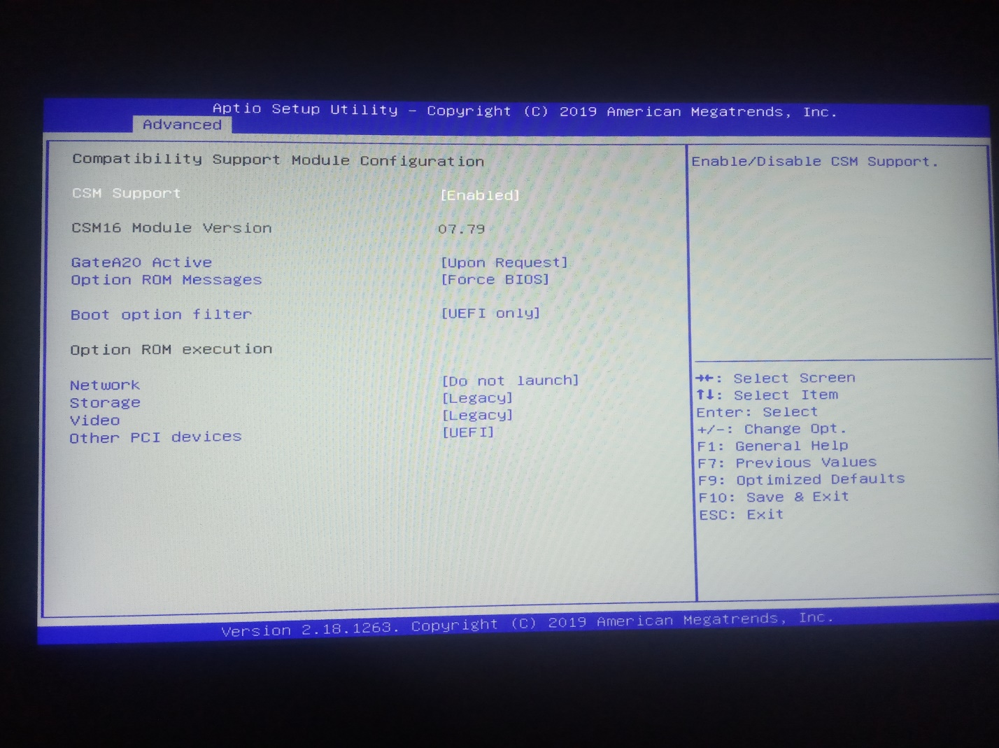 Aptio Setup Utility – Copyright (C) 2019 American Megatrends, Inc.
Advanced
Compatibility Support Module Configuration
CSM Support [Enabled]
CSM16 Module Version 07.79
GateA20 Active [Upon Request]
Option ROM Messages [Force BIOS]
Boot option filter [UEFI only]
Option ROM execution
Network [Do not launch]
Storage [Legacy]
Video [Legacy]
Other PCI devices [UEFI]
Enable/Disable CSM Support.
→←: Select Screen
↑↓: Select Item
Enter: Select
+/-: Change Opt.
F1: General Help
F7: Previous Values
F9: Optimized Defaults
F10: Save & Exit
ESC: Exit
Version 2.18.1263. Copyright (C) 2019 American Megatrends, Inc.